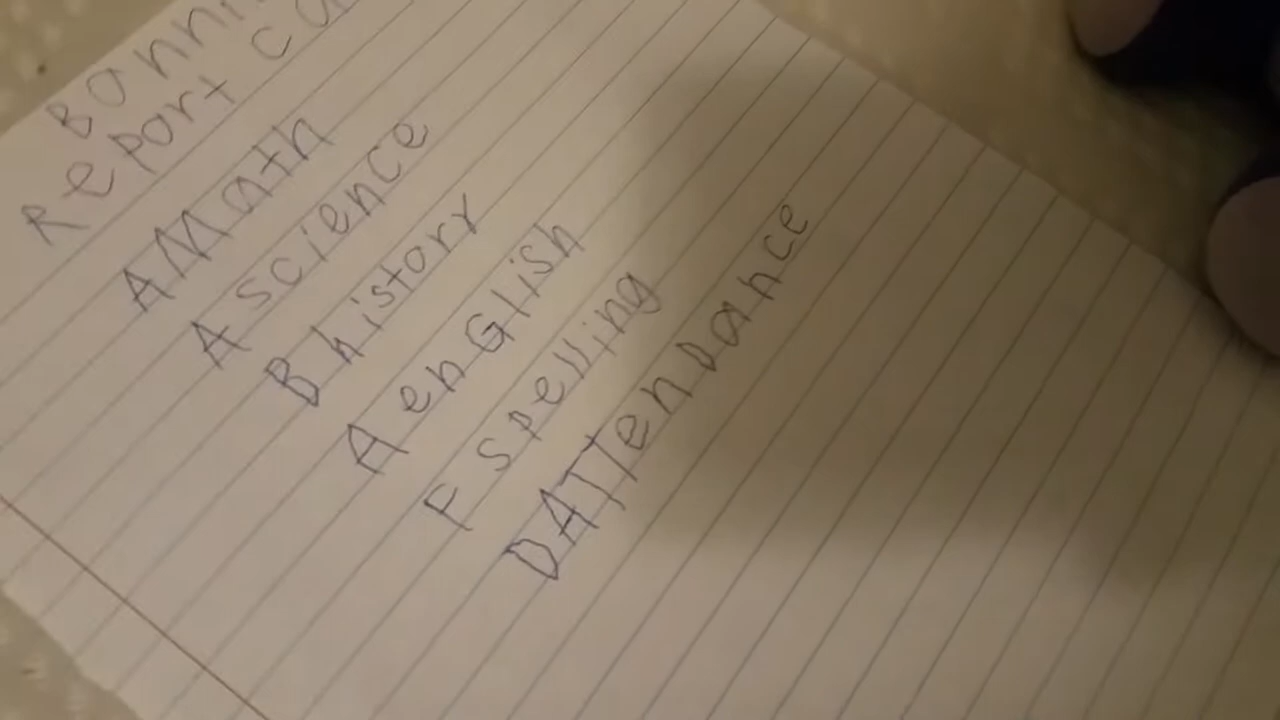 Report
A Math
A science
B history
A enGlish
F spelling
D ATTenDance